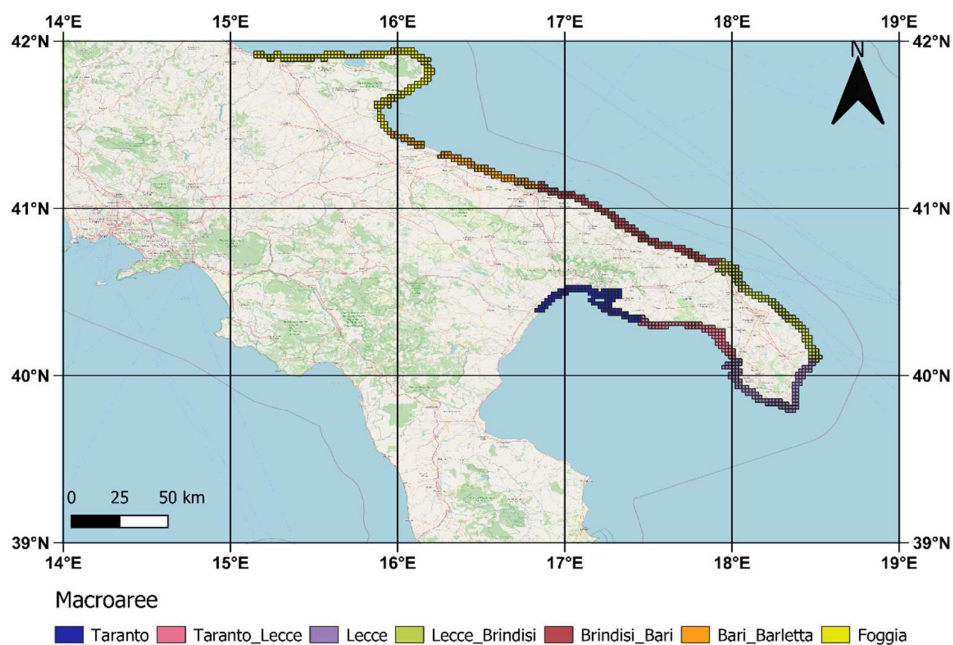 14°E 15°E 16°E 17°E 18°E 19°E
42°N 42°N
N
41°N 41°N
40°N 40°N
0 25 50 km
39°N 39°N
14°E 15°E 16°E 17°E 18°E 19°E
Macroaree
Taranto Taranto_Lecce Lecce Lecce_Brindisi Brindisi_Bari Bari_Barletta Foggia